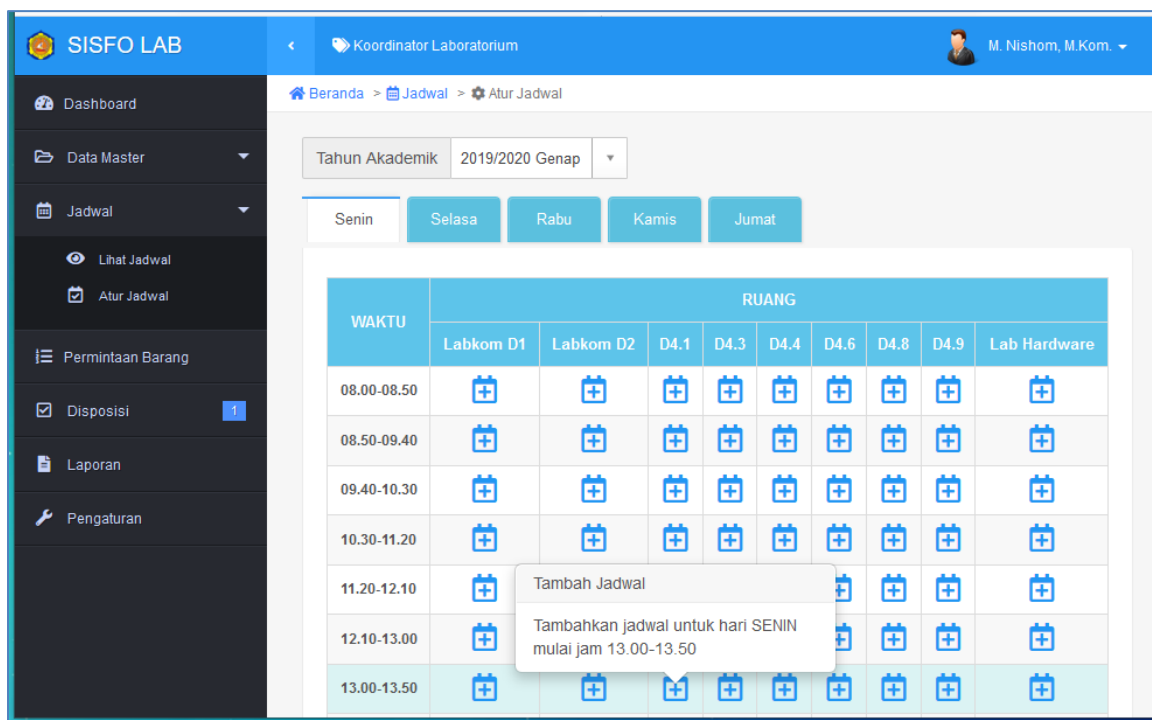 SISFO LAB
Koordinator Laboratorium
M. Nishom, M.Kom.
Beranda > Jadwal > Atur Jadwal
Dashboard
Data Master
Jadwal
Lihat Jadwal
Atur Jadwal
Permintaan Barang
Disposisi 1
Laporan
Pengaturan
Tahun Akademik 2019/2020 Genap
Senin Selasa Rabu Kamis Jumat
WAKTU RUANG
Labkom D1 Labkom D2 D4.1 D4.3 D4.4 D4.6 D4.8 D4.9 Lab Hardware
08.00-08.50
08.50-09.40
09.40-10.30
10.30-11.20
11.20-12.10
12.10-13.00
13.00-13.50
Tambah Jadwal
Tambahkan jadwal untuk hari SENIN
mulai jam 13.00-13.50